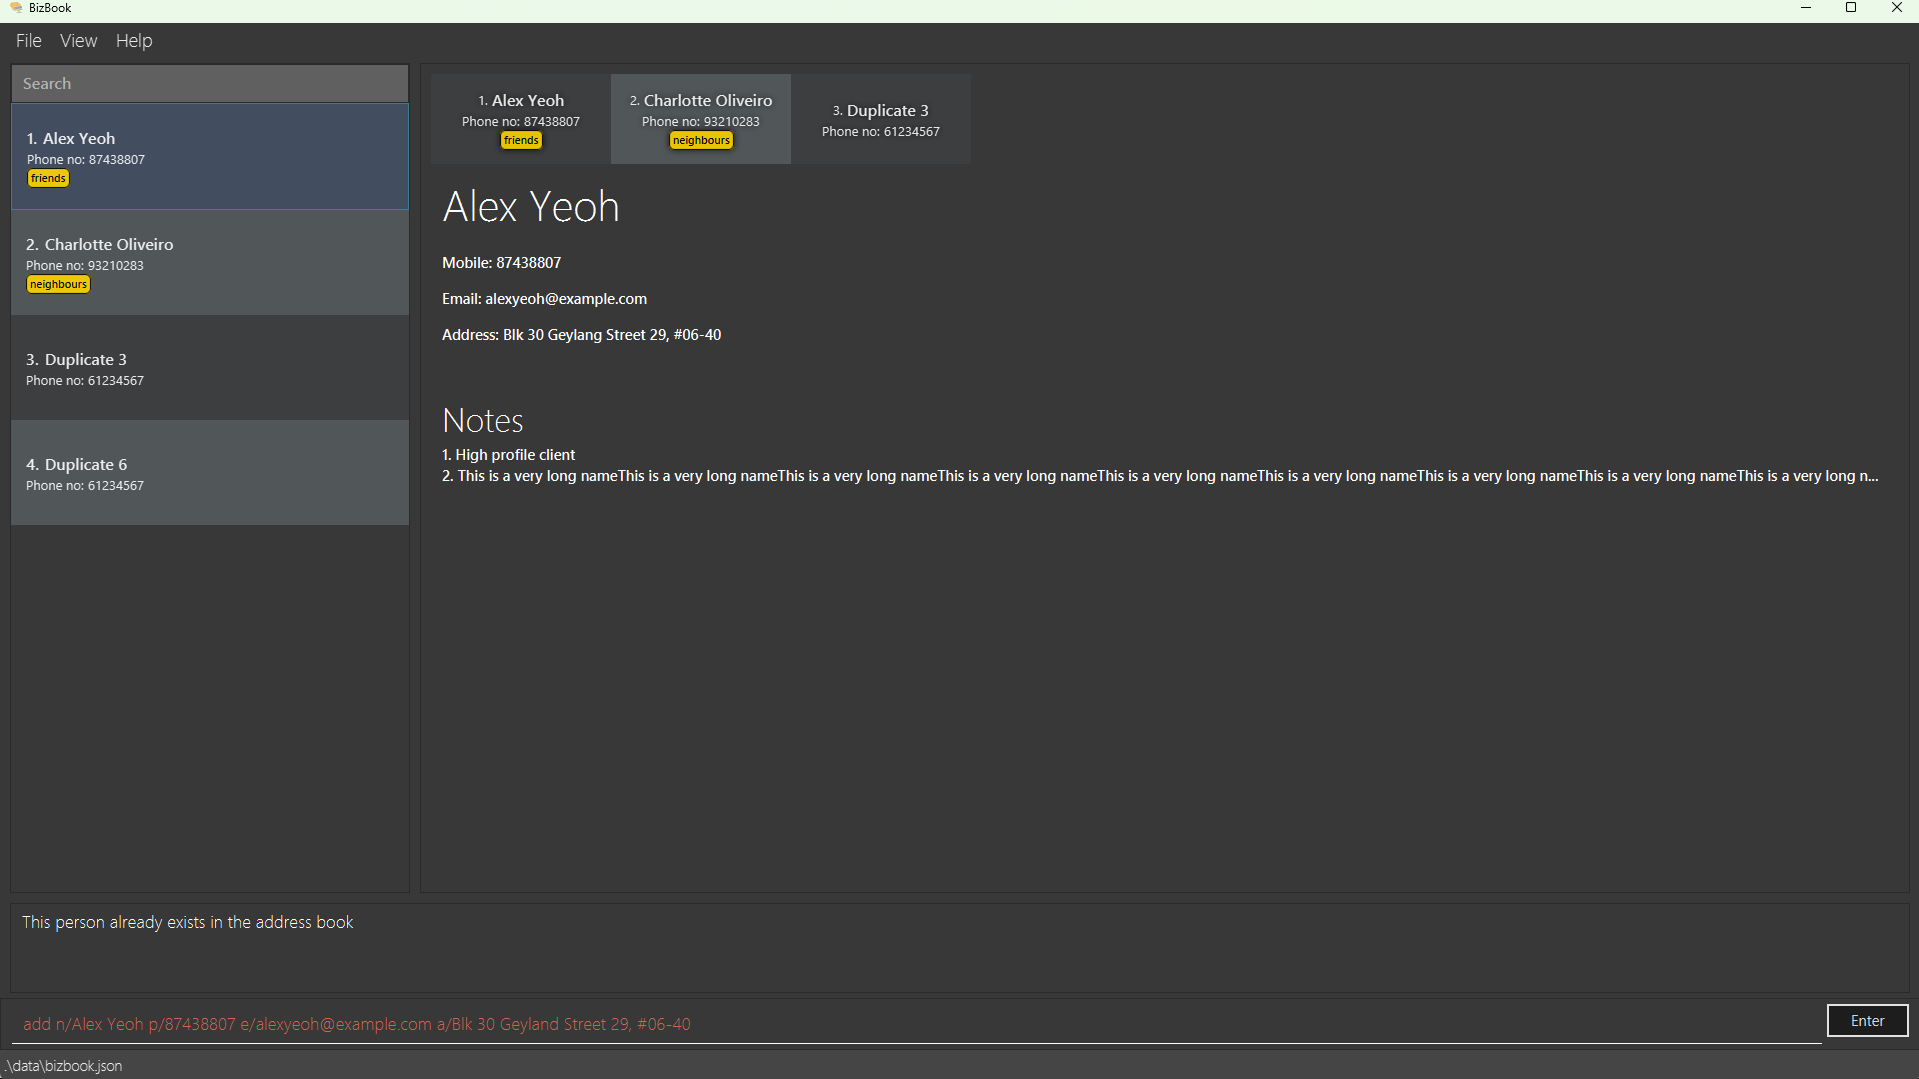 BizBook
File View Help
Search
1. Alex Yeoh
Phone no: 87438807
friends
2. Charlotte Oliveiro
Phone no: 93210283
neighbours
3. Duplicate 3
Phone no: 61234567
4. Duplicate 6
Phone no: 61234567
1. Alex Yeoh
Phone no: 87438807
friends
2. Charlotte Oliveiro
Phone no: 93210283
neighbours
3. Duplicate 3
Phone no: 61234567
Alex Yeoh
Mobile: 87438807
Email: alexyeoh@example.com
Address: Blk 30 Geylang Street 29, #06-40
Notes
1. High profile client
2. This is a very long nameThis is a very long nameThis is a very long nameThis is a very long nameThis is a very long nameThis is a very long nameThis is a very long nameThis is a very long nameThis is a very long n...
This person already exists in the address book
add n/Alex Yeoh p/87438807 e/alexyeoh@example.com a/Blk 30 Geyland Street 29, #06-40
Enter
.\data\bizbook.json